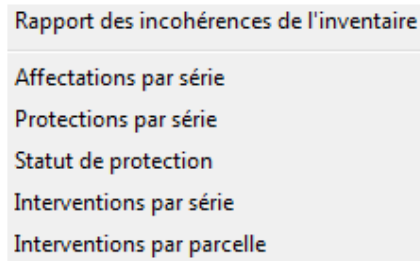 Rapport des incohérences de l'inventaire
Affectations par série
Protections par série
Statut de protection
Interventions par série
Interventions par parcelle